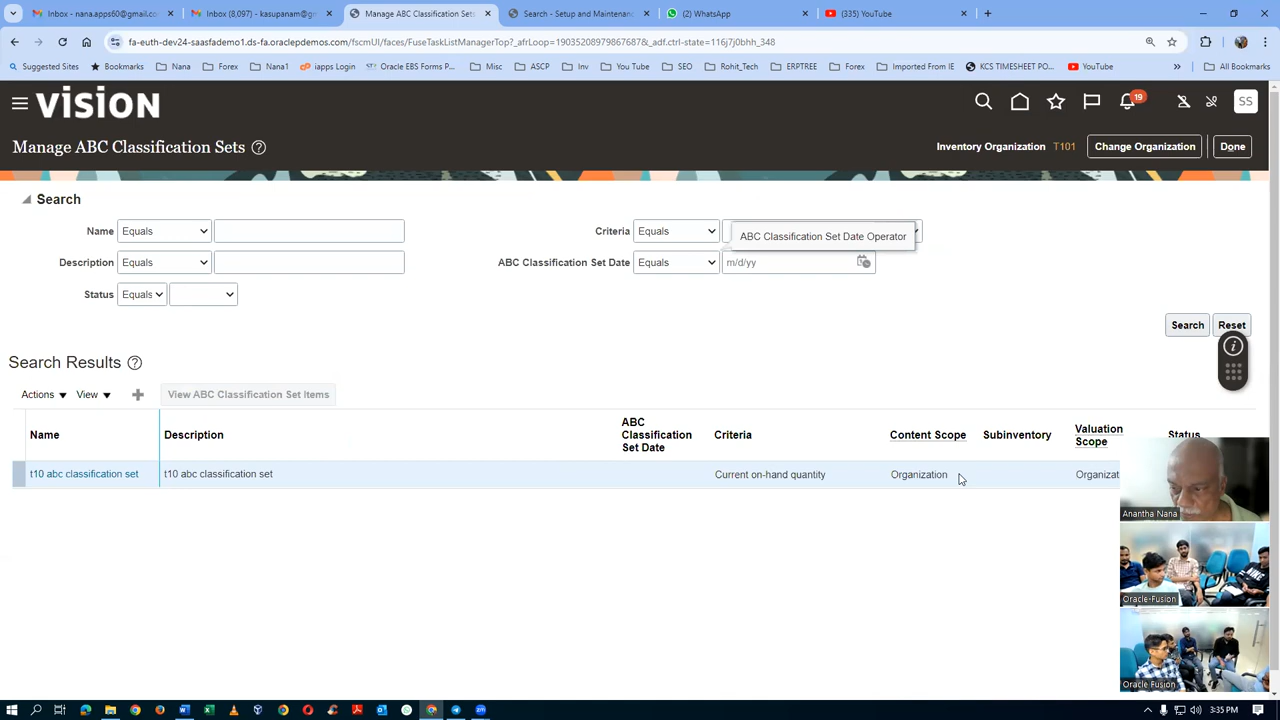 Inbox - nana.apps60@gmail.com
Inbox (8,097) - kasupanam@gm
Manage ABC Classification Sets
Search - Setup and Maintenanc
(2) WhatsApp
(335) YouTube
fa-euth-dev24-saasfademo1.ds-fa.oraclepdemos.com/fscmUI/faces/FuseTaskListManagerTop?_afrLoop=190352089798676878&_adf.ctrl-state=116j7j0bhh_348
Suggested Sites
Bookmarks
Nana
Forex
Nana1
iapps Login
Oracle EBS Forms P...
Misc
ASCP
Inv
You Tube
SEO
Rohit_Tech
ERPTREE
Forex
Imported From IE
KCS TIMESHEET PO...
YouTube
»
All Bookmarks
VISION
19
SS
Manage ABC Classification Sets ?
Inventory Organization T101
Change Organization
Done
Search
Name Equals
Criteria Equals
ABC Classification Set Date Operator
Description Equals
ABC Classification Set Date Equals m/d/yy
Status Equals
Search
Reset
Search Results ?
Actions View + View ABC Classification Set Items
Name
Description
ABC Classification Set Date
Criteria
Content Scope
Subinventory
Valuation Scope
Status
t10 abc classification set
t10 abc classification set
Current on-hand quantity
Organization
Organizat
Anantha Nana
Oracle-Fusion
Oracle Fusion
3:35 PM